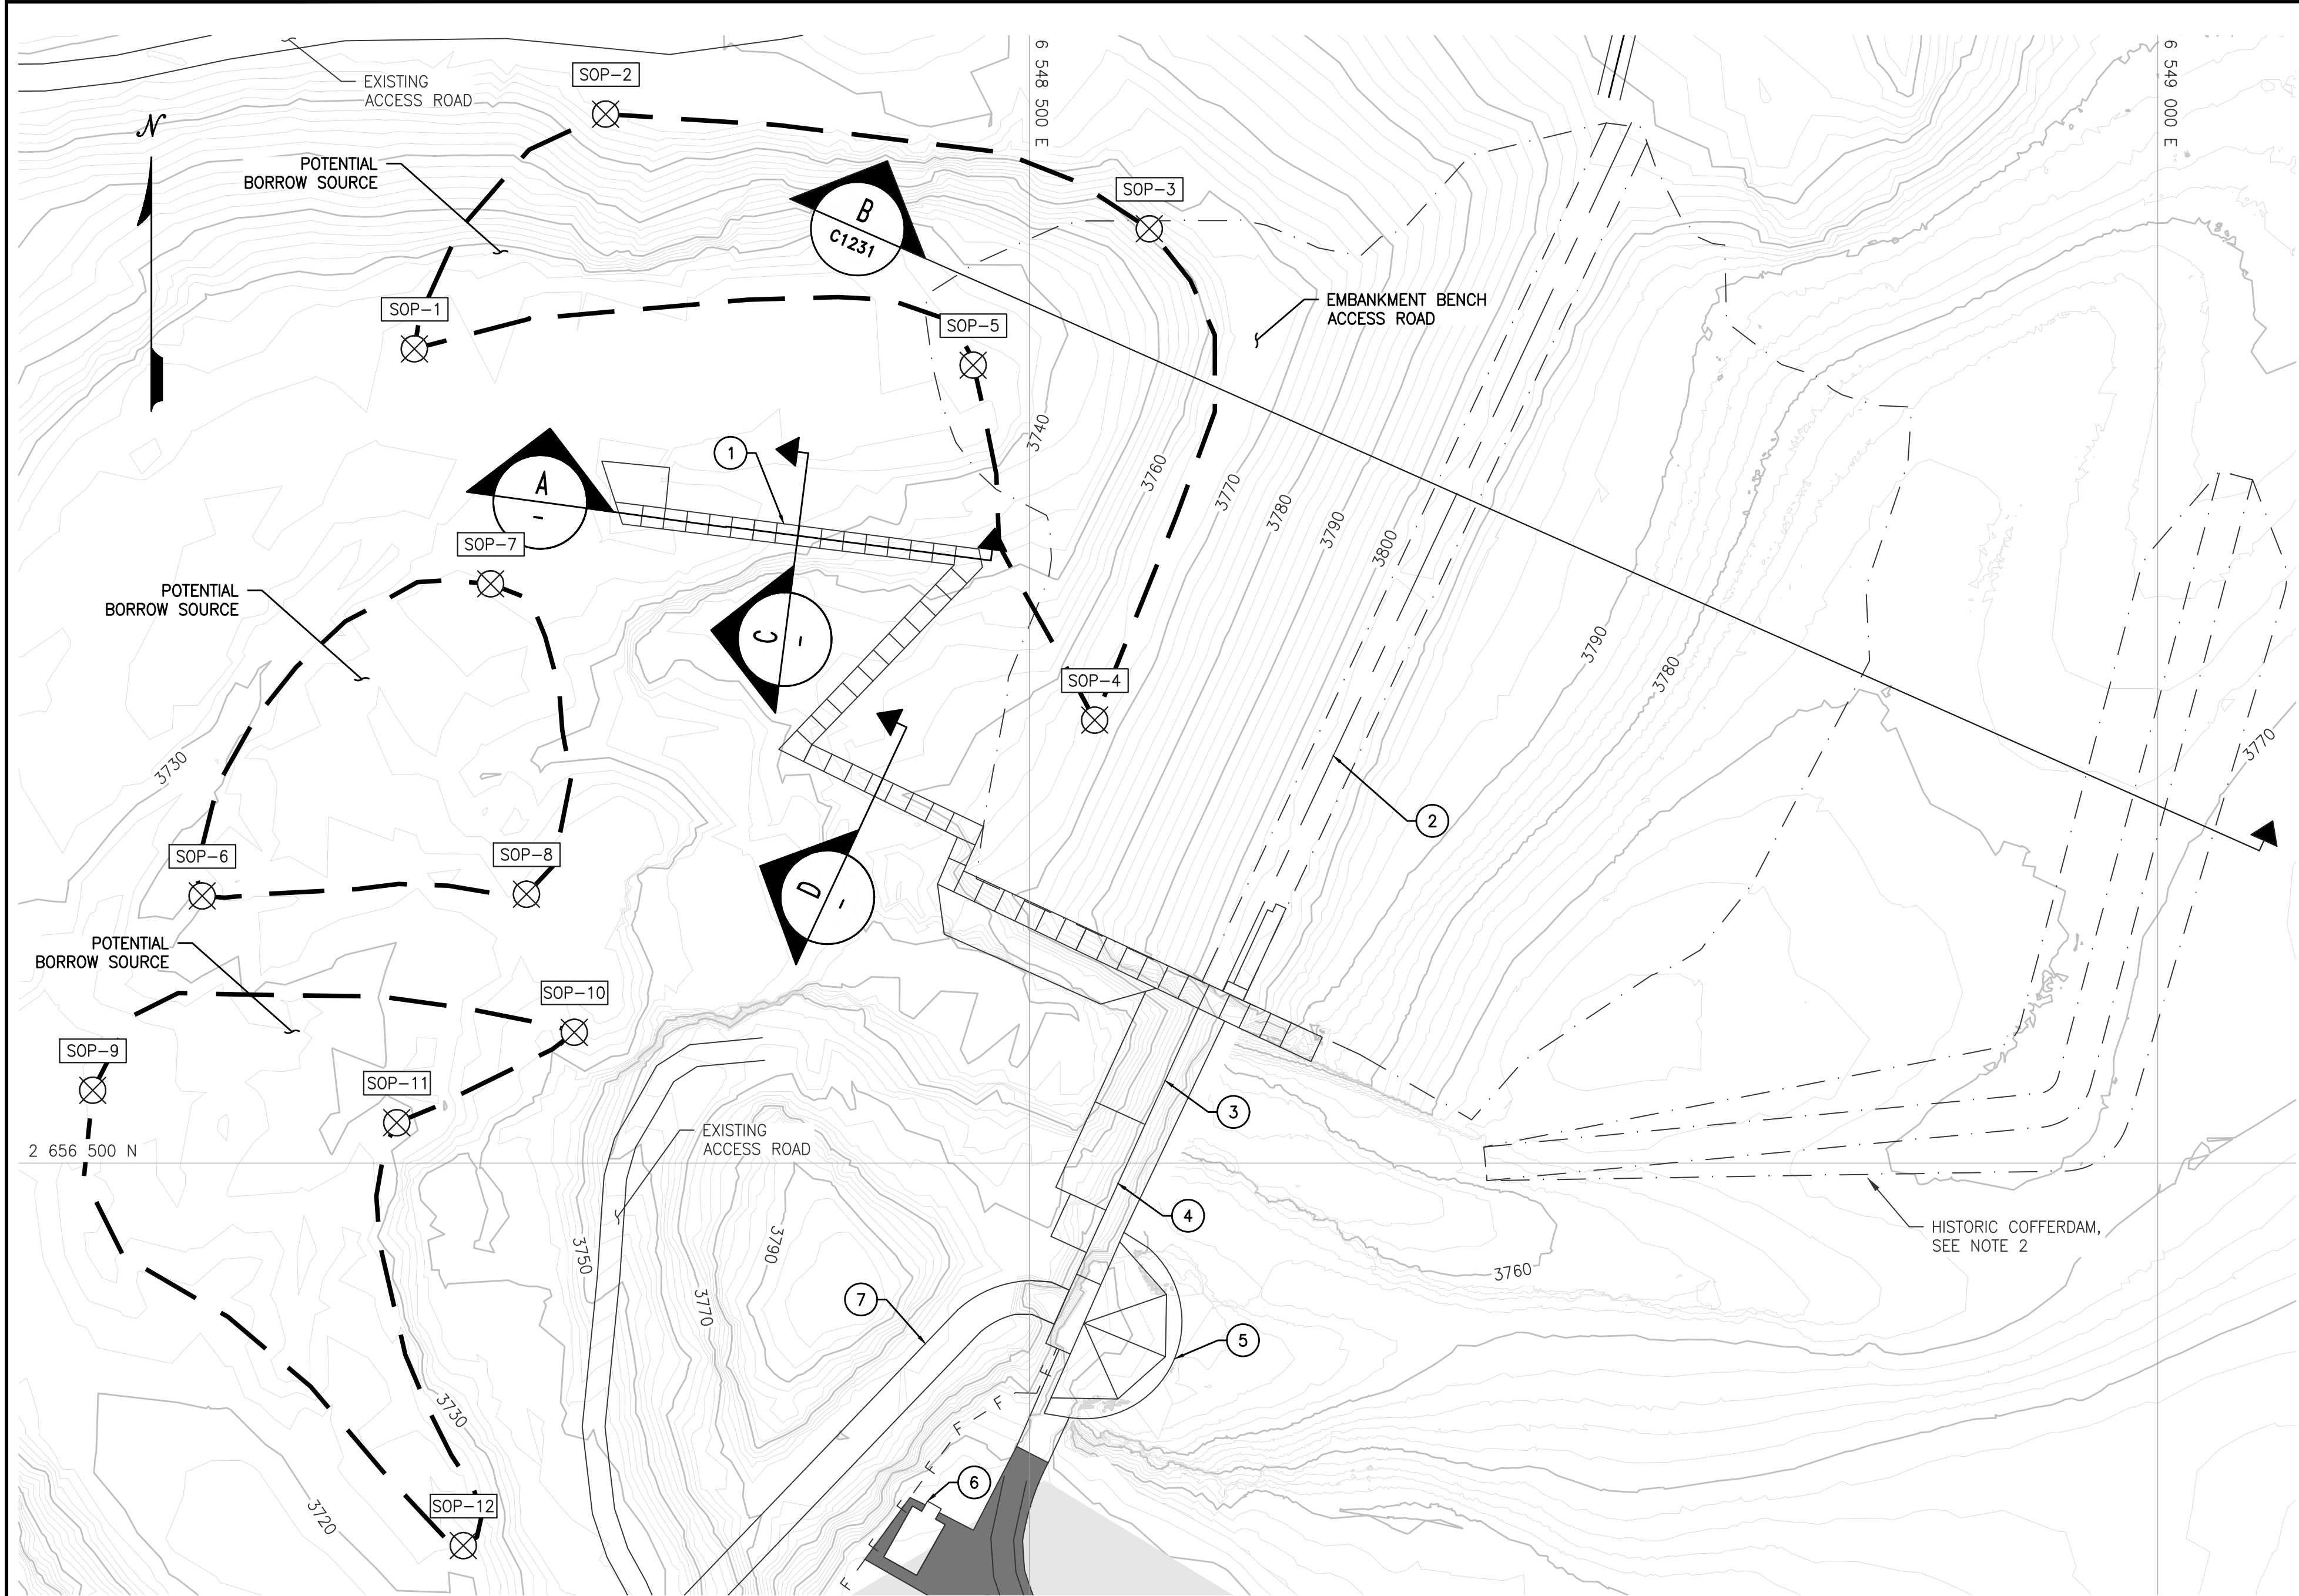 6 548 500 E
6 549 000 E
SOP-2
EXISTING
ACCESS ROAD
N
POTENTIAL
BORROW SOURCE
SOP-3
B
C1231
SOP-1
EMBANKMENT BENCH
ACCESS ROAD
SOP-5
3740
1
3760
3770
3780
3790
3800
A
-
SOP-7
POTENTIAL
BORROW SOURCE
C
-
3790
3780
SOP-4
3730
3770
2
SOP-6
SOP-8
D
-
POTENTIAL
BORROW SOURCE
SOP-10
SOP-9
SOP-11
3
EXISTING
ACCESS ROAD
2 656 500 N
4
HISTORIC COFFERDAM,
SEE NOTE 2
3750
3790
3760
3770
7
5
F
F
F
F
F
F
F
F
3730
6
SOP-12
3720